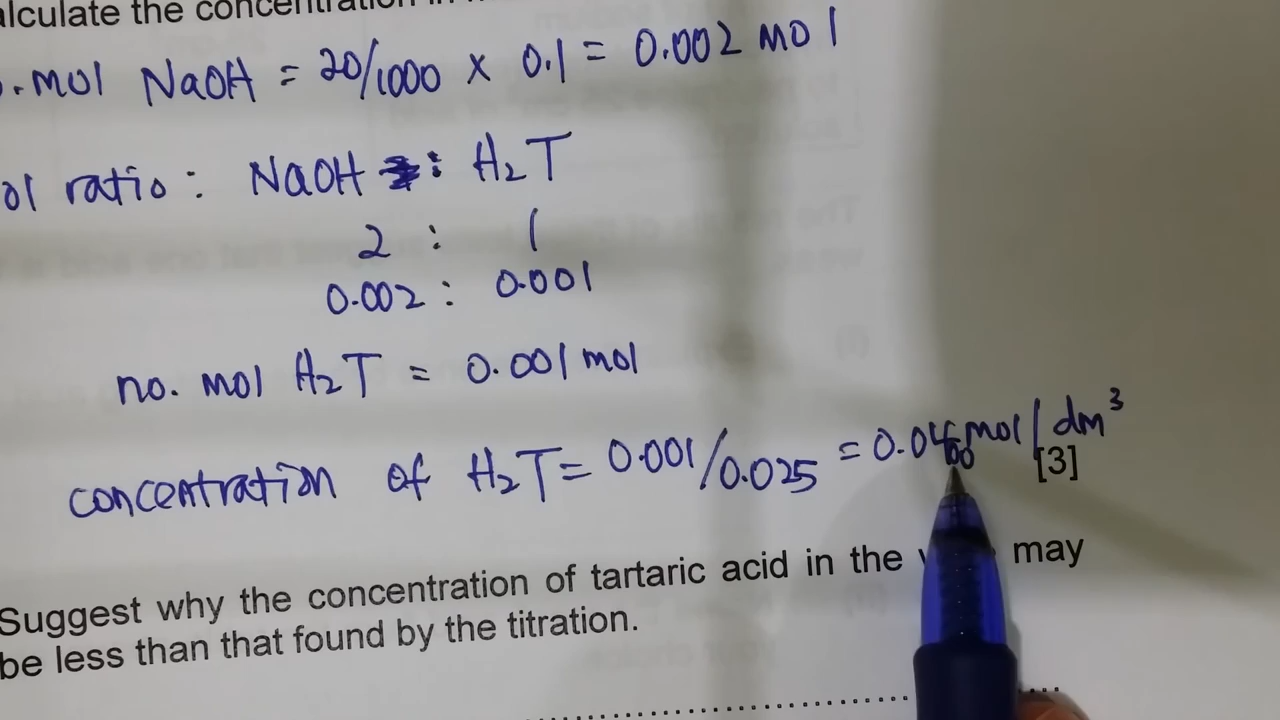 alculate the concentration in
. mol NaOH = 20/1000 × 0.1 = 0.002 mol
ol ratio : NaOH : H₂T
2 : 1
0.002 : 0.001
no. mol H₂T = 0.001 mol
concentration of H₂T = 0.001/0.025 = 0.0400 mol/dm³
[3]
Suggest why the concentration of tartaric acid in the may
be less than that found by the titration.